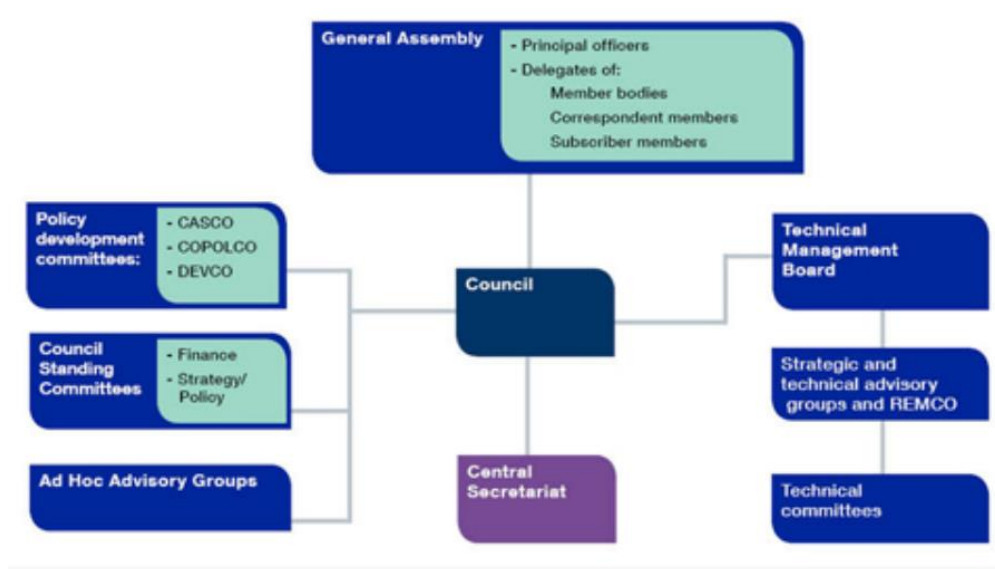 General Assembly
- Principal officers
- Delegates of:
Member bodies
Correspondent members
Subscriber members
Policy
development
committees:
- CASCO
- COPOLCO
- DEVCO
Council
Standing
Committees
- Finance
- Strategy/
Policy
Ad Hoc Advisory Groups
Council
Central
Secretariat
Technical
Management
Board
Strategic and
technical advisory
groups and REMCO
Technical
committees